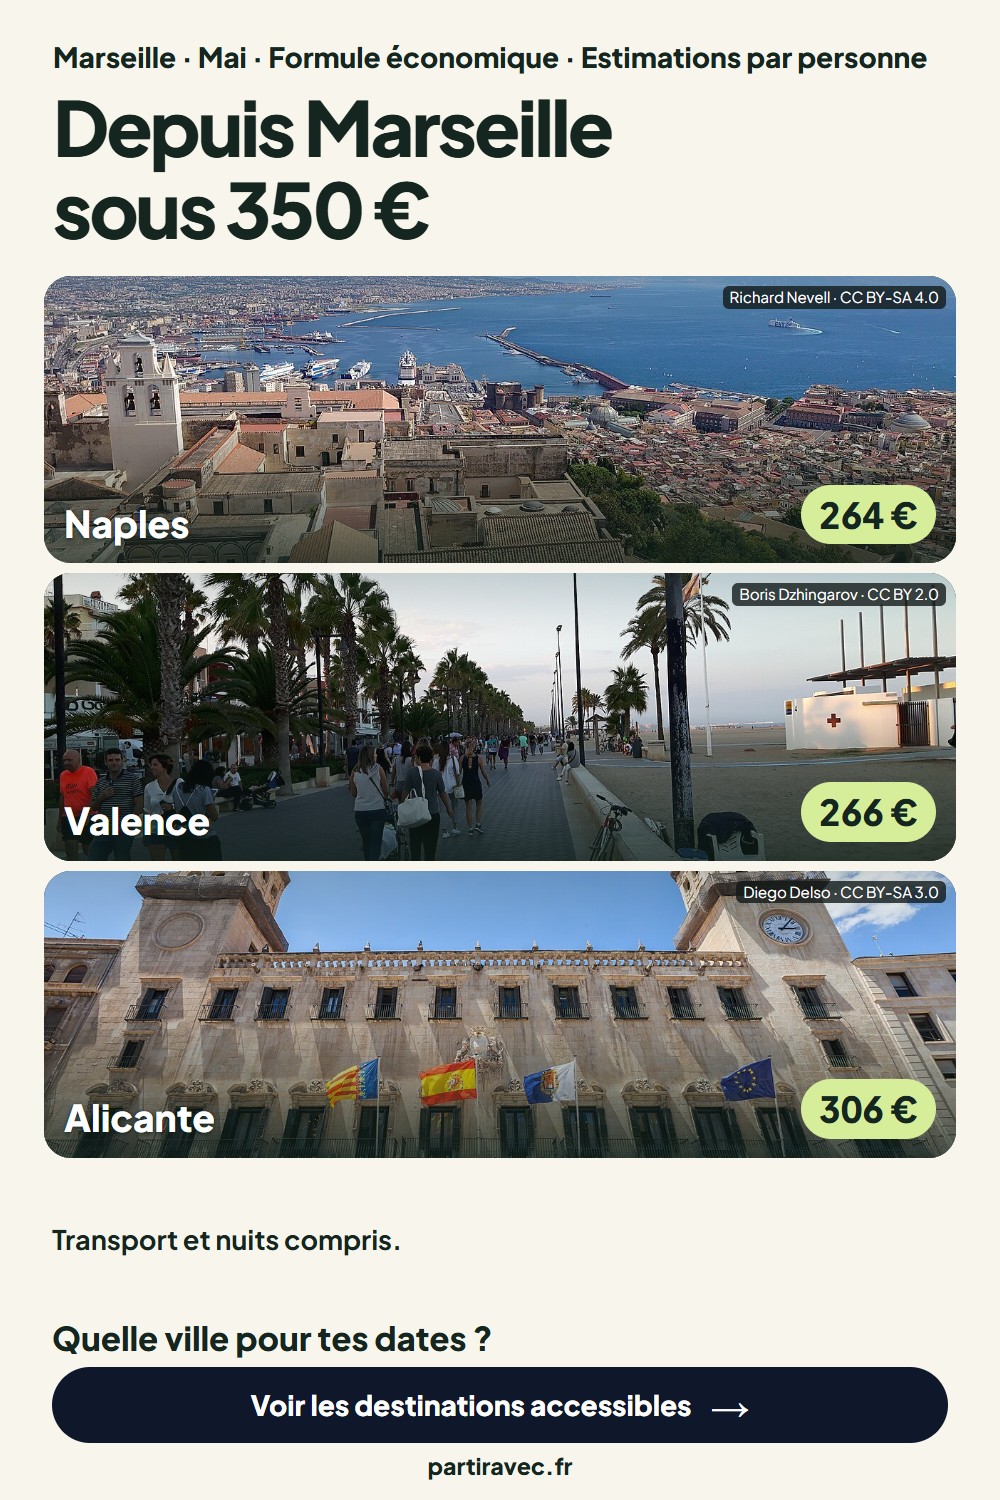 Marseille · Mai · Formule économique · Estimations par personne
Depuis Marseille
sous 350 €
Richard Nevell · CC BY-SA 4.0
Naples
264 €
Boris Dzhingarov · CC BY 2.0
Valence
266 €
Diego Delso · CC BY-SA 3.0
Alicante
306 €
Transport et nuits compris.
Quelle ville pour tes dates ?
Voir les destinations accessibles →
partiravec.fr